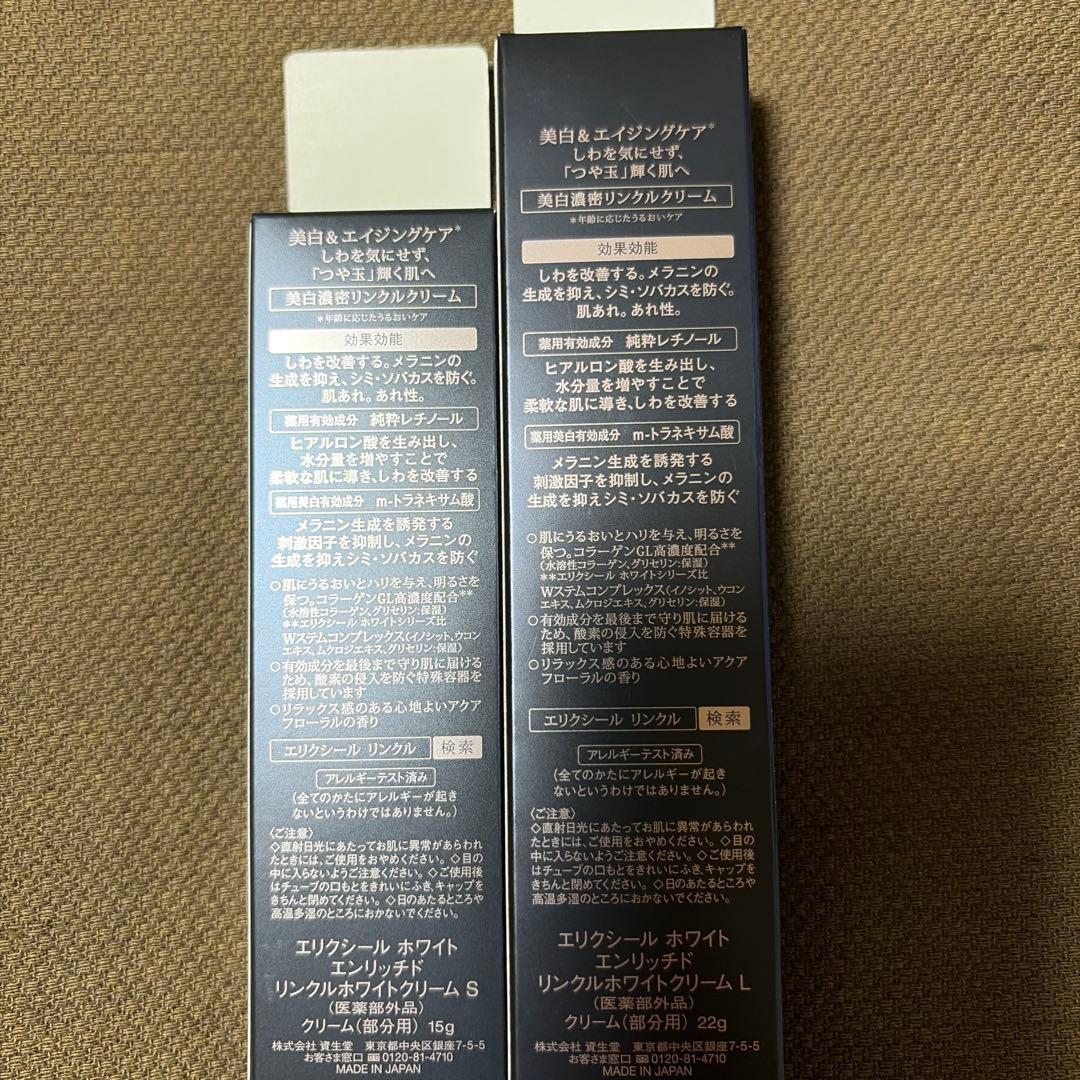 美白&エイジングケア*
しわを気にせず、
「つや玉」輝く肌へ
美白濃密リンクルクリーム
*年齢に応じたうるおいケア
効果効能
しわを改善する。メラニンの
生成を抑え、シミ・ソバカスを防ぐ。
肌あれ。あれ性。
薬用有効成分 純粋レチノール
ヒアルロン酸を生み出し、
水分量を増やすことで
柔軟な肌に導き、しわを改善する
薬用美白有効成分 m-トラネキサム酸
メラニン生成を誘発する
刺激因子を抑制し、メラニンの
生成を抑えシミ・ソバカスを防ぐ
○肌にうるおいとハリを与え、明るさを
保つ。コラーゲンGL高濃度配合**
(水溶性コラーゲン、グリセリン:保湿)
**エリクシール ホワイトシリーズ比
Wステムコンプレックス(イノシット、ウコン
エキス、ムクロジエキス、グリセリン:保湿)
○有効成分を最後まで守り肌に届ける
ため、酸素の侵入を防ぐ特殊容器を
採用しています
○リラックス感のある心地よいアクア
フローラルの香り
エリクシール リンクル 検索
アレルギーテスト済み
(全てのかたにアレルギーが起き
ないというわけではありません。)
〈ご注意〉
◇直射日光にあたってお肌に異常があらわれ
たときには、ご使用をおやめください。◇目の
中に入らないようご注意ください。◇ご使用後
はチューブの口もとをきれいにふき、キャップを
きちんと閉めてください。◇日のあたるところや
高温多湿のところにおかないでください。
エリクシール ホワイト
エンリッチド
リンクルホワイトクリーム S
(医薬部外品)
クリーム(部分用) 15g
株式会社 資生堂 東京都中央区銀座7-5-5
お客さま窓口 0120-81-4710
MADE IN JAPAN
美白&エイジングケア*
しわを気にせず、
「つや玉」輝く肌へ
美白濃密リンクルクリーム
*年齢に応じたうるおいケア
効果効能
しわを改善する。メラニンの
生成を抑え、シミ・ソバカスを防ぐ。
肌あれ。あれ性。
薬用有効成分 純粋レチノール
ヒアルロン酸を生み出し、
水分量を増やすことで
柔軟な肌に導き、しわを改善する
薬用美白有効成分 m-トラネキサム酸
メラニン生成を誘発する
刺激因子を抑制し、メラニンの
生成を抑えシミ・ソバカスを防ぐ
○肌にうるおいとハリを与え、明るさを
保つ。コラーゲンGL高濃度配合**
(水溶性コラーゲン、グリセリン:保湿)
**エリクシール ホワイトシリーズ比
Wステムコンプレックス(イノシット、ウコン
エキス、ムクロジエキス、グリセリン:保湿)
○有効成分を最後まで守り肌に届ける
ため、酸素の侵入を防ぐ特殊容器を
採用しています
○リラックス感のある心地よいアクア
フローラルの香り
エリクシール リンクル 検索
アレルギーテスト済み
(全てのかたにアレルギーが起き
ないというわけではありません。)
〈ご注意〉
◇直射日光にあたってお肌に異常があらわれ
たときには、ご使用をおやめください。◇目の
中に入らないようご注意ください。◇ご使用後
はチューブの口もとをきれいにふき、キャップを
きちんと閉めてください。◇日のあたるところや
高温多湿のところにおかないでください。
エリクシール ホワイト
エンリッチド
リンクルホワイトクリーム L
(医薬部外品)
クリーム(部分用) 22g
株式会社 資生堂 東京都中央区銀座7-5-5
お客さま窓口 0120-81-4710
MADE IN JAPAN